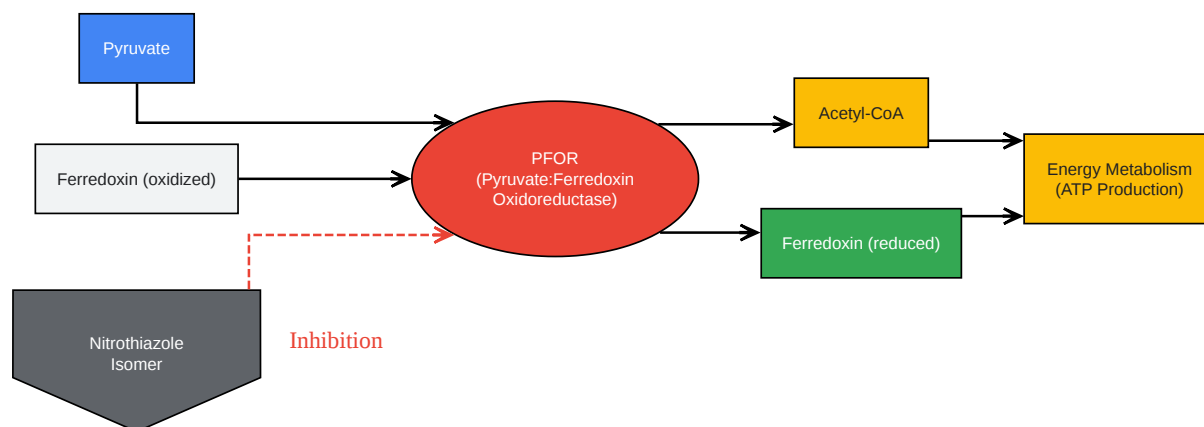 Pyruvate
Ferredoxin (oxidized)
Nitrothiazole
Isomer
Inhibition
PFOR
(Pyruvate:Ferredoxin
Oxidoreductase)
Acetyl-CoA
Ferredoxin (reduced)
Energy Metabolism
(ATP Production)